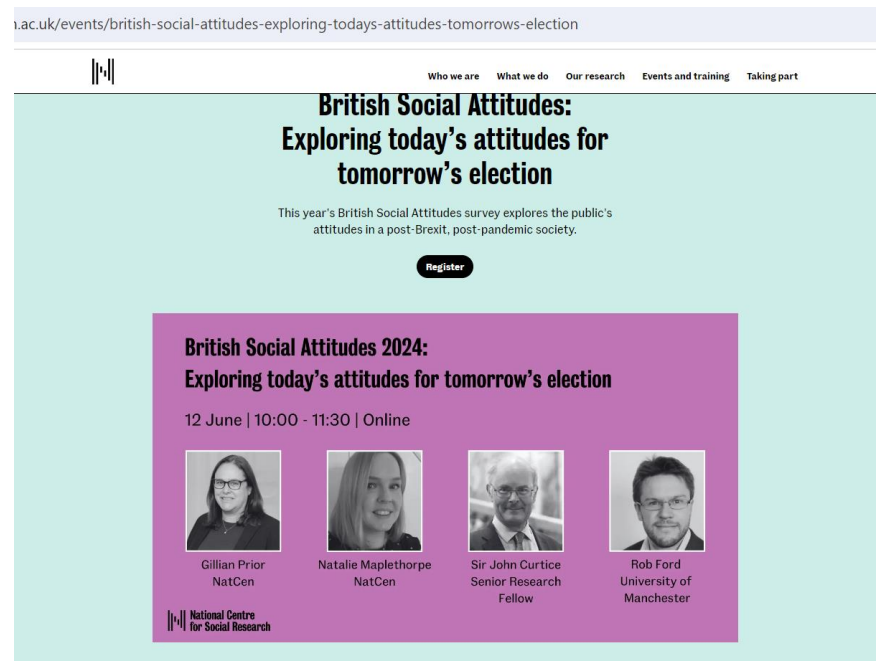 .ac.uk/events/british-social-attitudes-exploring-todays-attitudes-tomorrows-election
Who we are What we do Our research Events and training Taking part
British Social Attitudes:
Exploring today's attitudes for
tomorrow's election
This year's British Social Attitudes survey explores the public's
attitudes in a post-Brexit, post-pandemic society.
Register
British Social Attitudes 2024:
Exploring today's attitudes for tomorrow's election
12 June | 10:00 - 11:30 | Online
Gillian Prior
NatCen
Natalie Maplethorpe
NatCen
Sir John Curtice
Senior Research
Fellow
Rob Ford
University of
Manchester
National Centre
for Social Research